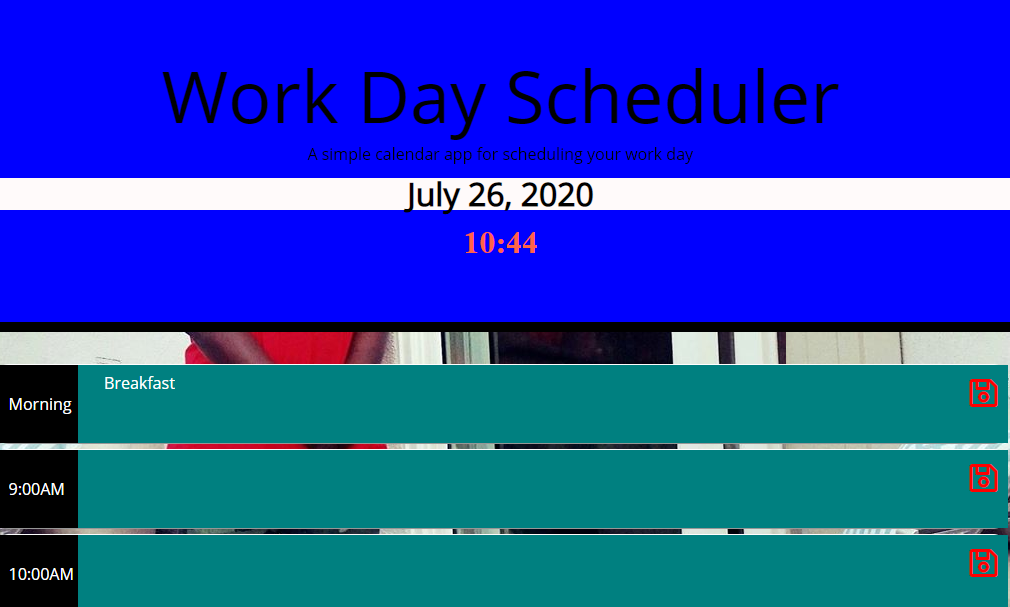 Work Day Scheduler
A simple calendar app for scheduling your work day
July 26, 2020
10:44
Morning
Breakfast
9:00AM
10:00AM